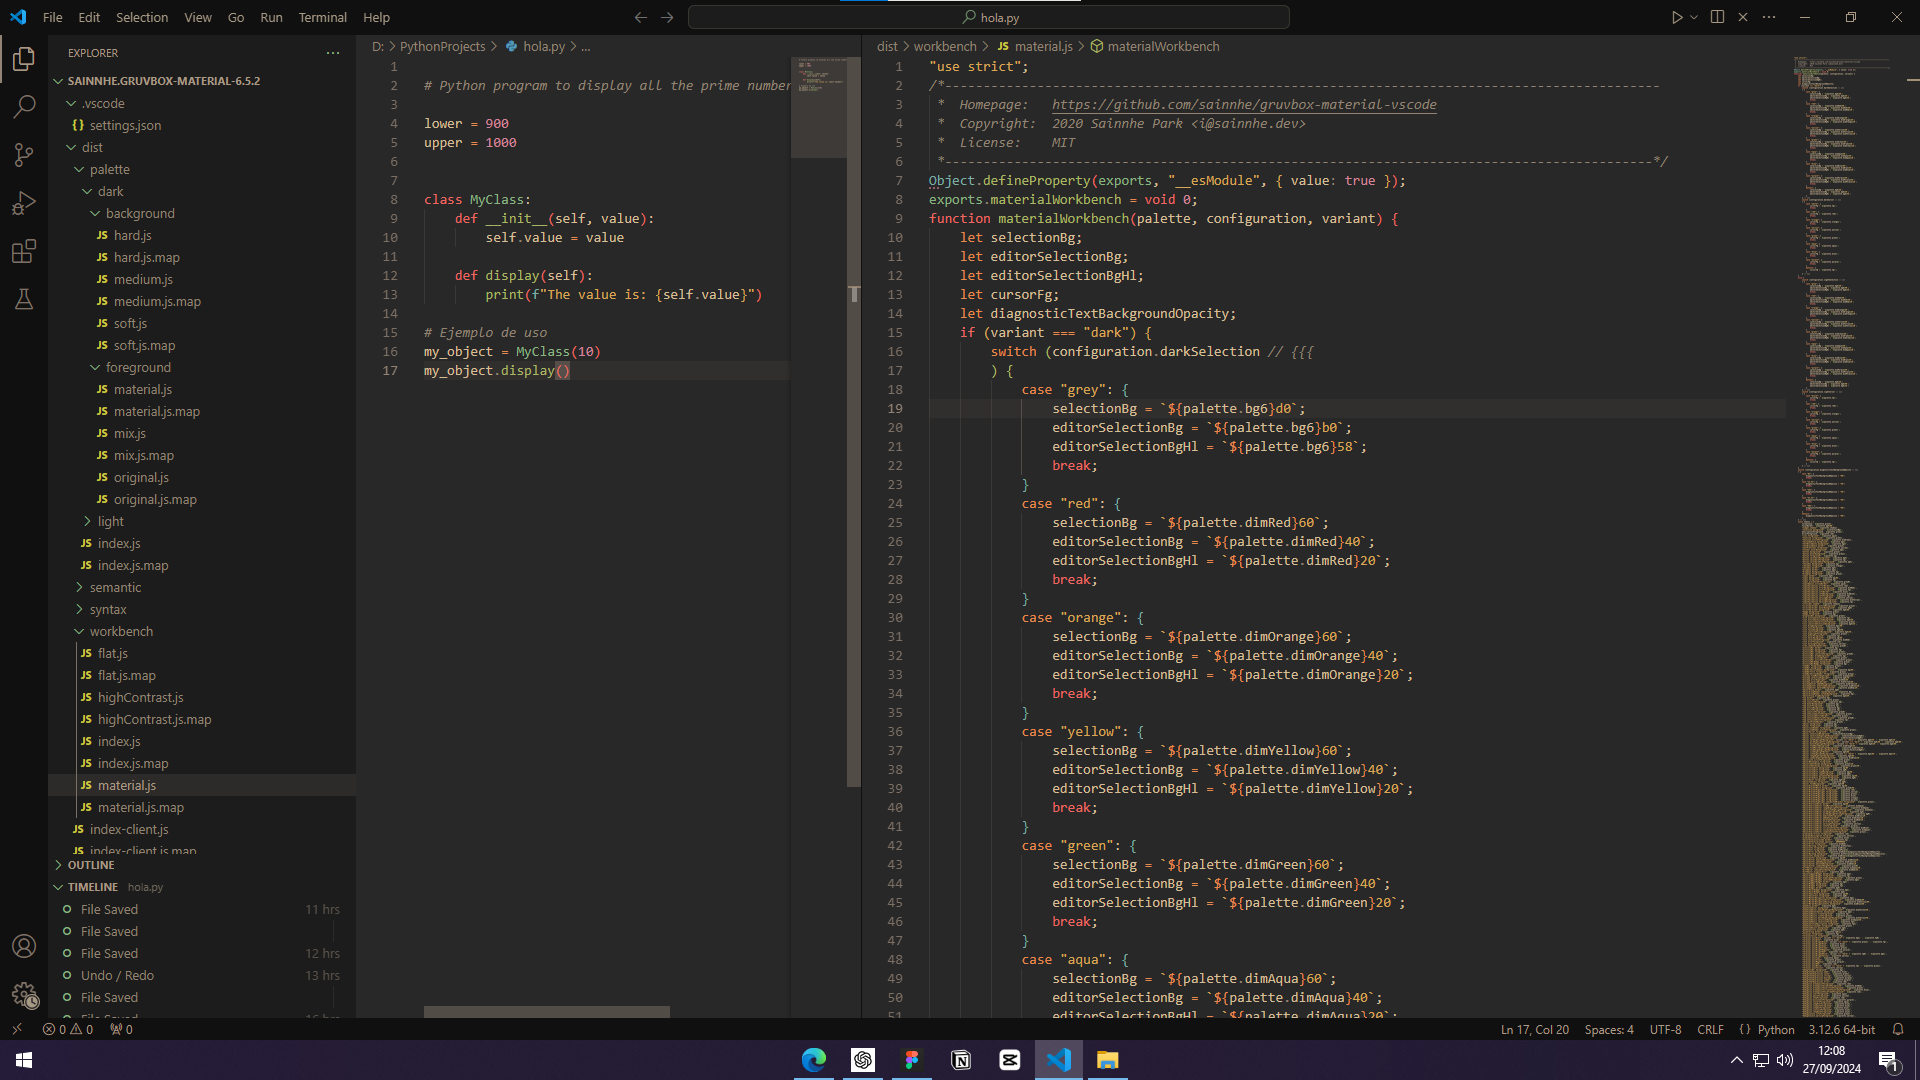 File Edit Selection View Go Run Terminal Help
hola.py
EXPLORER
SAINNHE.GRUVBOX-MATERIAL-6.5.2
.vscode
{} settings.json
dist
palette
dark
background
JS hard.js
JS hard.js.map
JS medium.js
JS medium.js.map
JS soft.js
JS soft.js.map
foreground
JS material.js
JS material.js.map
JS mix.js
JS mix.js.map
JS original.js
JS original.js.map
light
JS index.js
JS index.js.map
semantic
syntax
workbench
JS flat.js
JS flat.js.map
JS highContrast.js
JS highContrast.js.map
JS index.js
JS index.js.map
JS material.js
JS material.js.map
JS index-client.js
JS index-client.js.map
OUTLINE
TIMELINE hola.py
File Saved 11 hrs
File Saved
File Saved 12 hrs
Undo / Redo 13 hrs
File Saved
D: > PythonProjects > hola.py > ...
1
2 # Python program to display all the prime number
3
4 lower = 900
5 upper = 1000
6
7
8 class MyClass:
9 def __init__(self, value):
10 self.value = value
11
12 def display(self):
13 print(f"The value is: {self.value}")
14
15 # Ejemplo de uso
16 my_object = MyClass(10)
17 my_object.display()
dist > workbench > JS material.js > materialWorkbench
1 "use strict";
2 /*---------------------------------------------------------------------------------------------
3 * Homepage: https://github.com/sainnhe/gruvbox-material-vscode
4 * Copyright: 2020 Sainnhe Park <i@sainnhe.dev>
5 * License: MIT
6 *--------------------------------------------------------------------------------------------*/
7 Object.defineProperty(exports, "__esModule", { value: true });
8 exports.materialWorkbench = void 0;
9 function materialWorkbench(palette, configuration, variant) {
10 let selectionBg;
11 let editorSelectionBg;
12 let editorSelectionBgHl;
13 let cursorFg;
14 let diagnosticTextBackgroundOpacity;
15 if (variant === "dark") {
16 switch (configuration.darkSelection // {{{
17 ) {
18 case "grey": {
19 selectionBg = `${palette.bg6}d0`;
20 editorSelectionBg = `${palette.bg6}b0`;
21 editorSelectionBgHl = `${palette.bg6}58`;
22 break;
23 }
24 case "red": {
25 selectionBg = `${palette.dimRed}60`;
26 editorSelectionBg = `${palette.dimRed}40`;
27 editorSelectionBgHl = `${palette.dimRed}20`;
28 break;
29 }
30 case "orange": {
31 selectionBg = `${palette.dimOrange}60`;
32 editorSelectionBg = `${palette.dimOrange}40`;
33 editorSelectionBgHl = `${palette.dimOrange}20`;
34 break;
35 }
36 case "yellow": {
37 selectionBg = `${palette.dimYellow}60`;
38 editorSelectionBg = `${palette.dimYellow}40`;
39 editorSelectionBgHl = `${palette.dimYellow}20`;
40 break;
41 }
42 case "green": {
43 selectionBg = `${palette.dimGreen}60`;
44 editorSelectionBg = `${palette.dimGreen}40`;
45 editorSelectionBgHl = `${palette.dimGreen}20`;
46 break;
47 }
48 case "aqua": {
49 selectionBg = `${palette.dimAqua}60`;
50 editorSelectionBg = `${palette.dimAqua}40`;
51 editorSelectionBgHl = `${palette.dimAqua}20`;
0 0 0 Ln 17, Col 20 Spaces: 4 UTF-8 CRLF {} Python 3.12.6 64-bit
12:08
27/09/2024
1